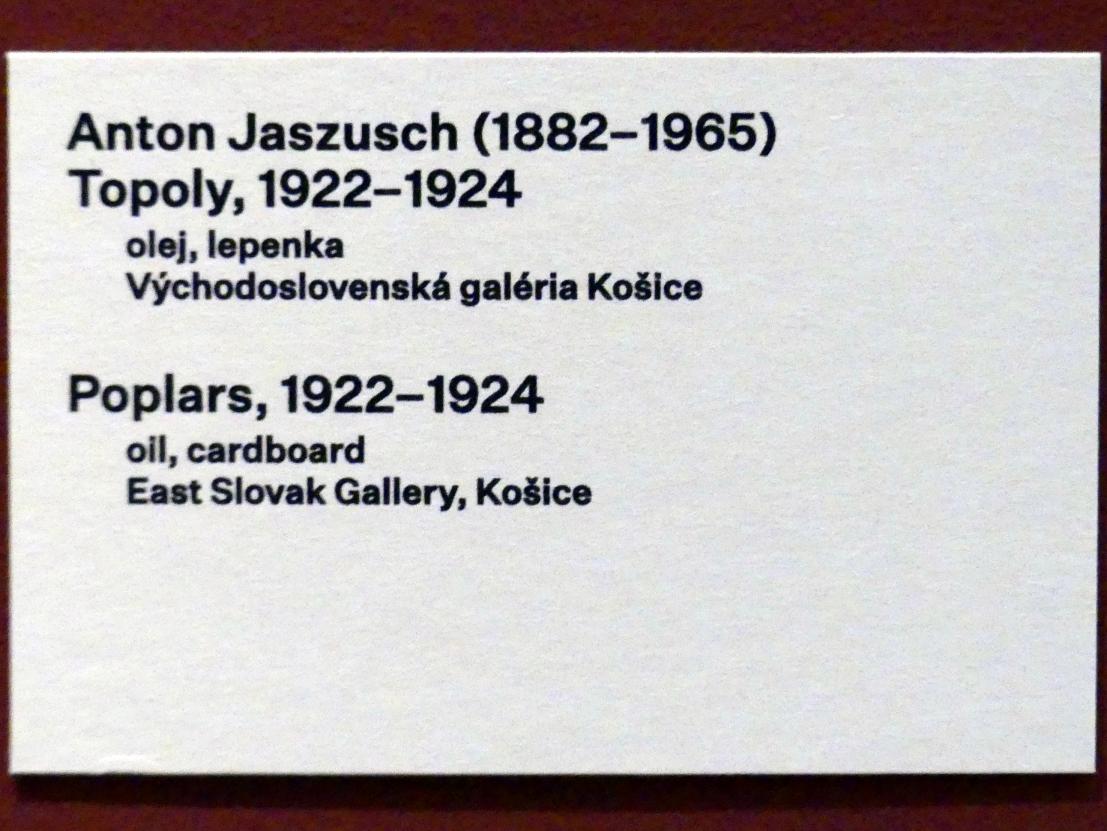 Anton Jaszusch (1882–1965)
Topoly, 1922–1924
olej, lepenka
Východoslovenská galéria Košice
Poplars, 1922–1924
oil, cardboard
East Slovak Gallery, Košice